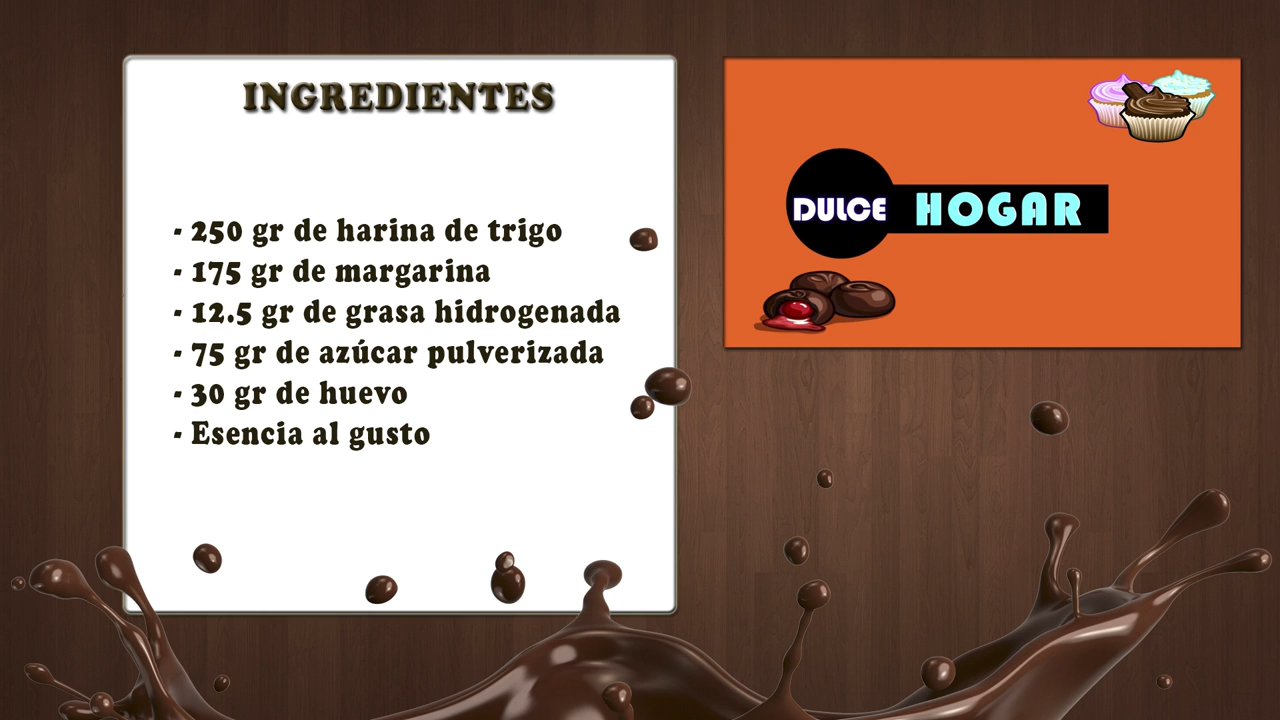 INGREDIENTES
- 250 gr de harina de trigo
- 175 gr de margarina
- 12.5 gr de grasa hidrogenada
- 75 gr de azúcar pulverizada
- 30 gr de huevo
- Esencia al gusto
DULCE HOGAR